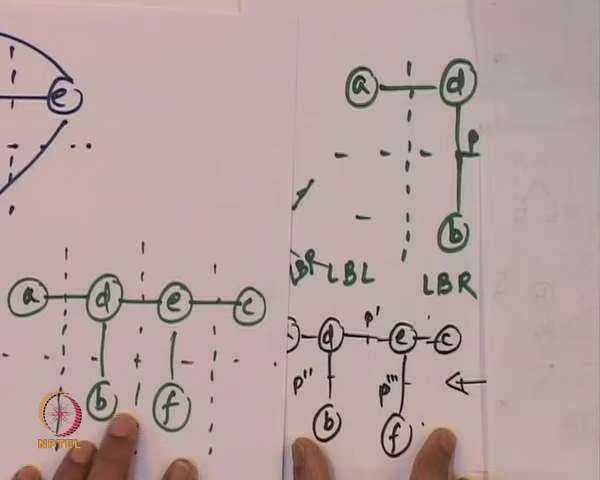 e
a d
p
b
LBL LBR
a d e c
b f
p'
d e c
p'' p'''
b f
NPTEL